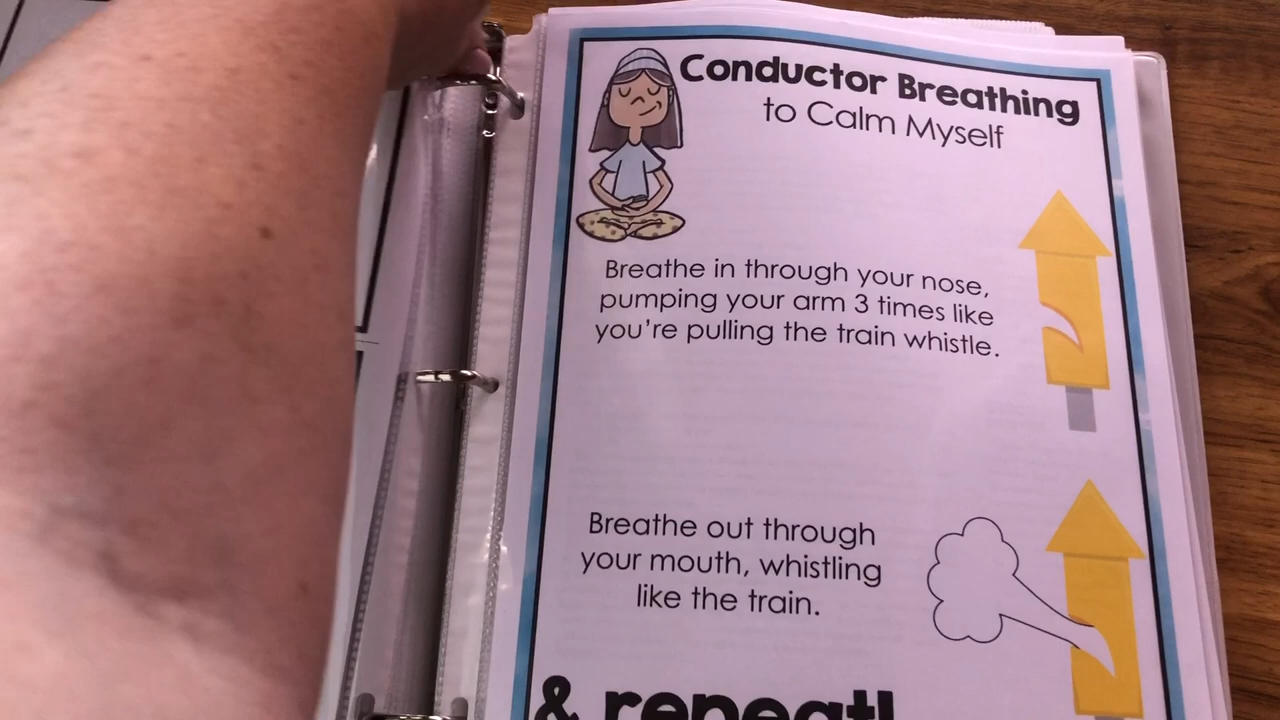 Conductor Breathing
to Calm Myself
Breathe in through your nose,
pumping your arm 3 times like
you're pulling the train whistle.
Breathe out through
your mouth, whistling
like the train.
& repeat!